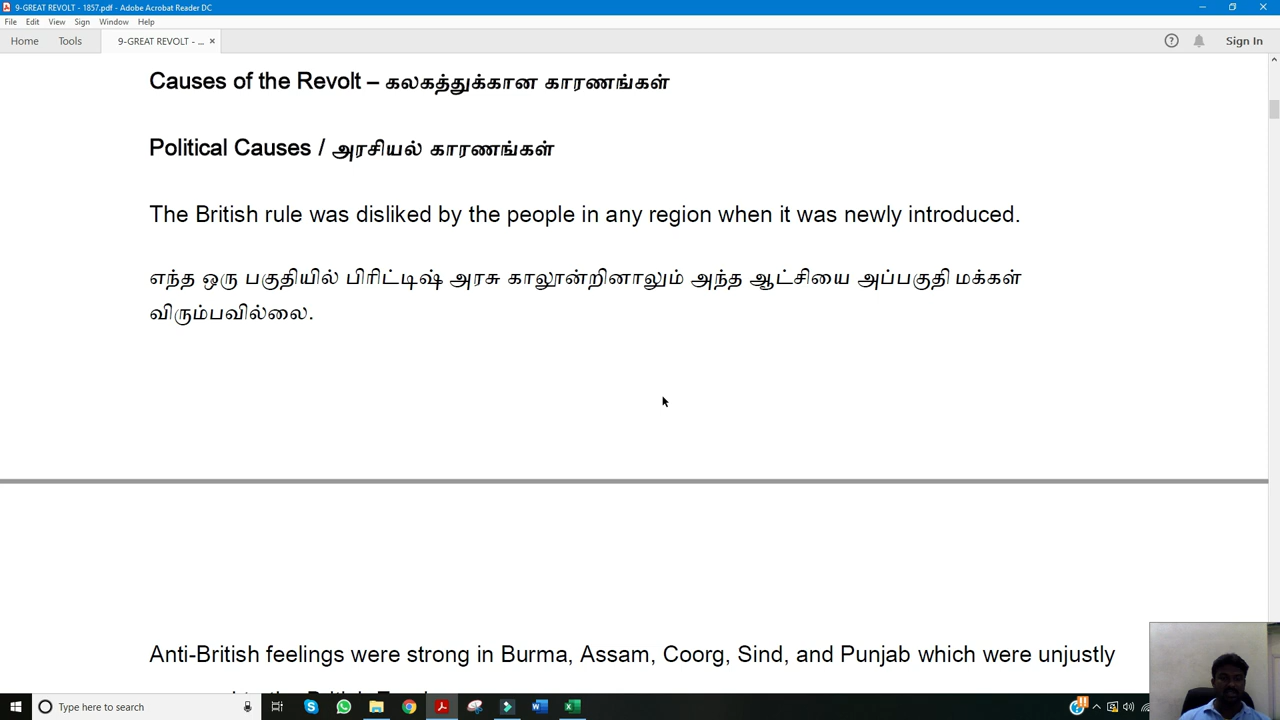 9-GREAT REVOLT - 1857.pdf - Adobe Acrobat Reader DC
File Edit View Sign Window Help
Home Tools 9-GREAT REVOLT - ... × Sign In
Causes of the Revolt – கலகத்துக்கான காரணங்கள்
Political Causes / அரசியல் காரணங்கள்
The British rule was disliked by the people in any region when it was newly introduced.
எந்த ஒரு பகுதியில் பிரிட்டிஷ் அரசு காலூன்றினாலும் அந்த ஆட்சியை அப்பகுதி மக்கள்
விரும்பவில்லை.
Anti-British feelings were strong in Burma, Assam, Coorg, Sind, and Punjab which were unjustly
Type here to search